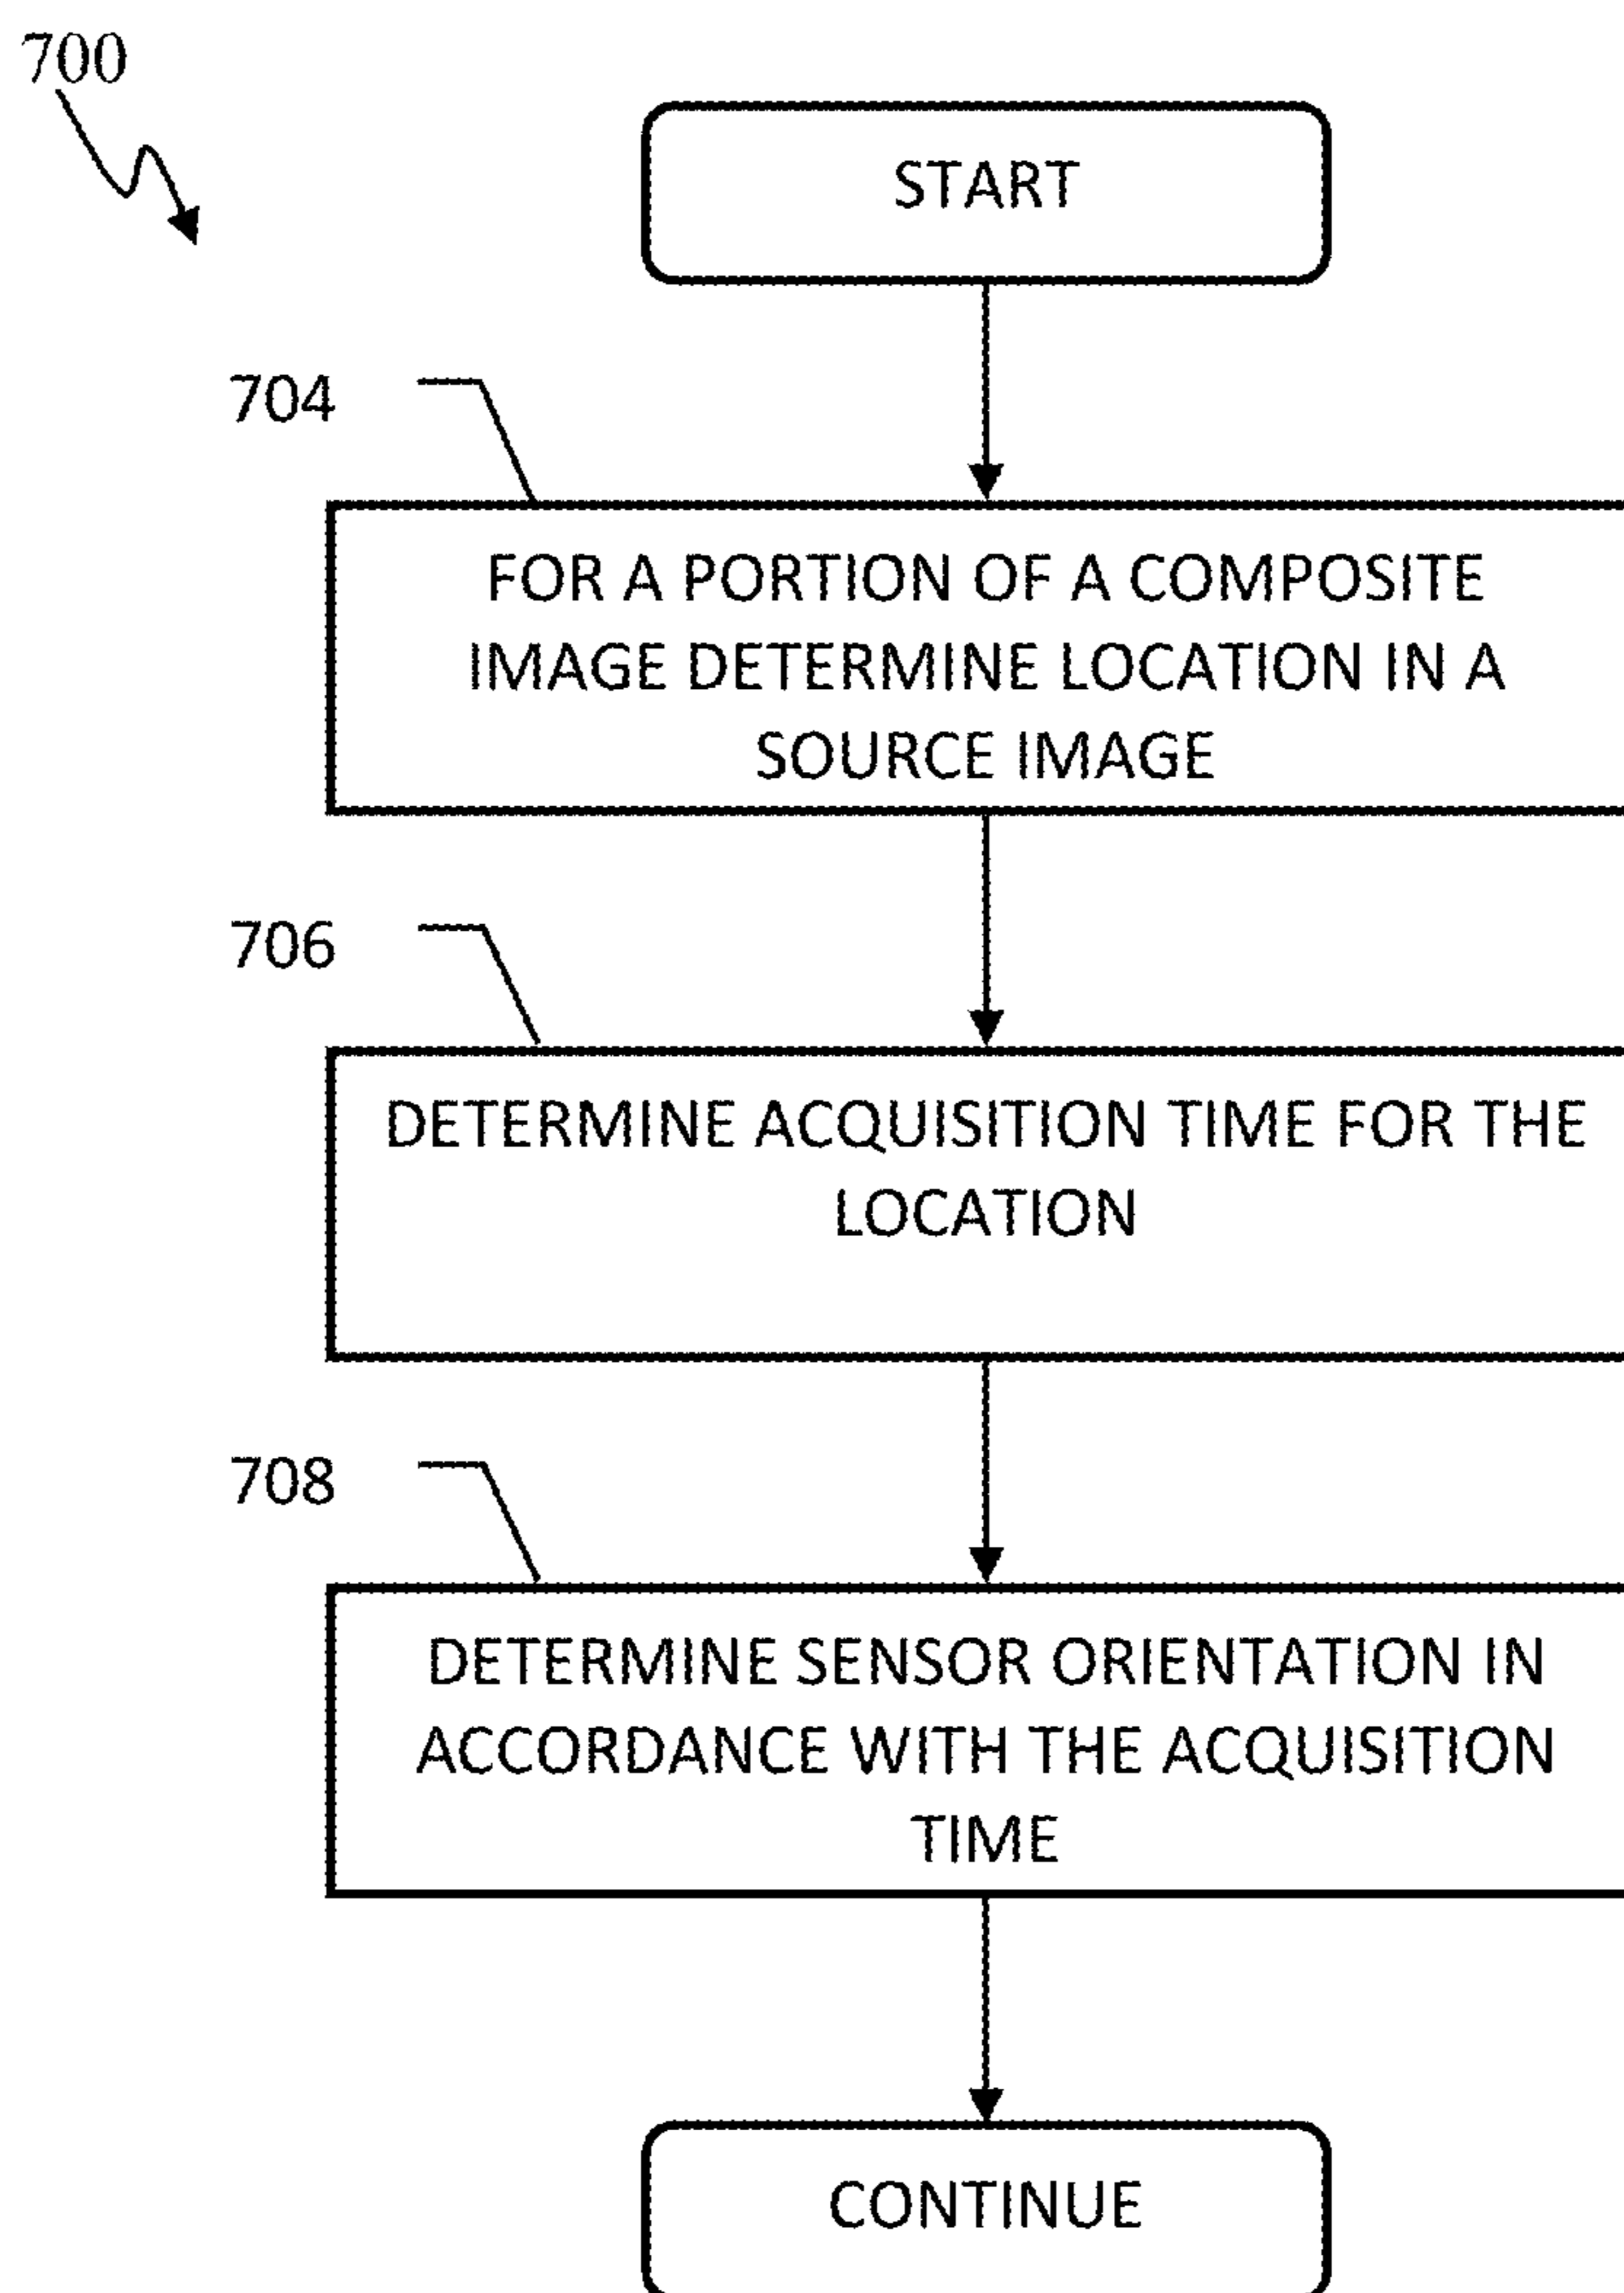 700
START
704
FOR A PORTION OF A COMPOSITE
IMAGE DETERMINE LOCATION IN A
SOURCE IMAGE
706
DETERMINE ACQUISITION TIME FOR THE
LOCATION
708
DETERMINE SENSOR ORIENTATION IN
ACCORDANCE WITH THE ACQUISITION
TIME
CONTINUE